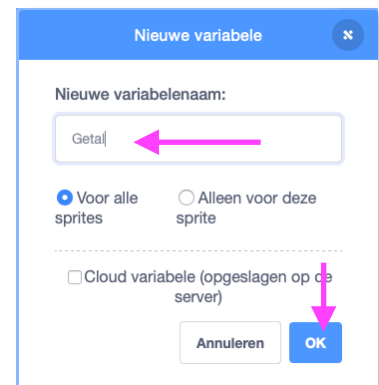 Nieuwe variabele
Nieuwe variabelenaam:
Getal
Voor alle
sprites
Alleen voor deze
sprite
Cloud variabele (opgeslagen op de
server)
Annuleren
OK